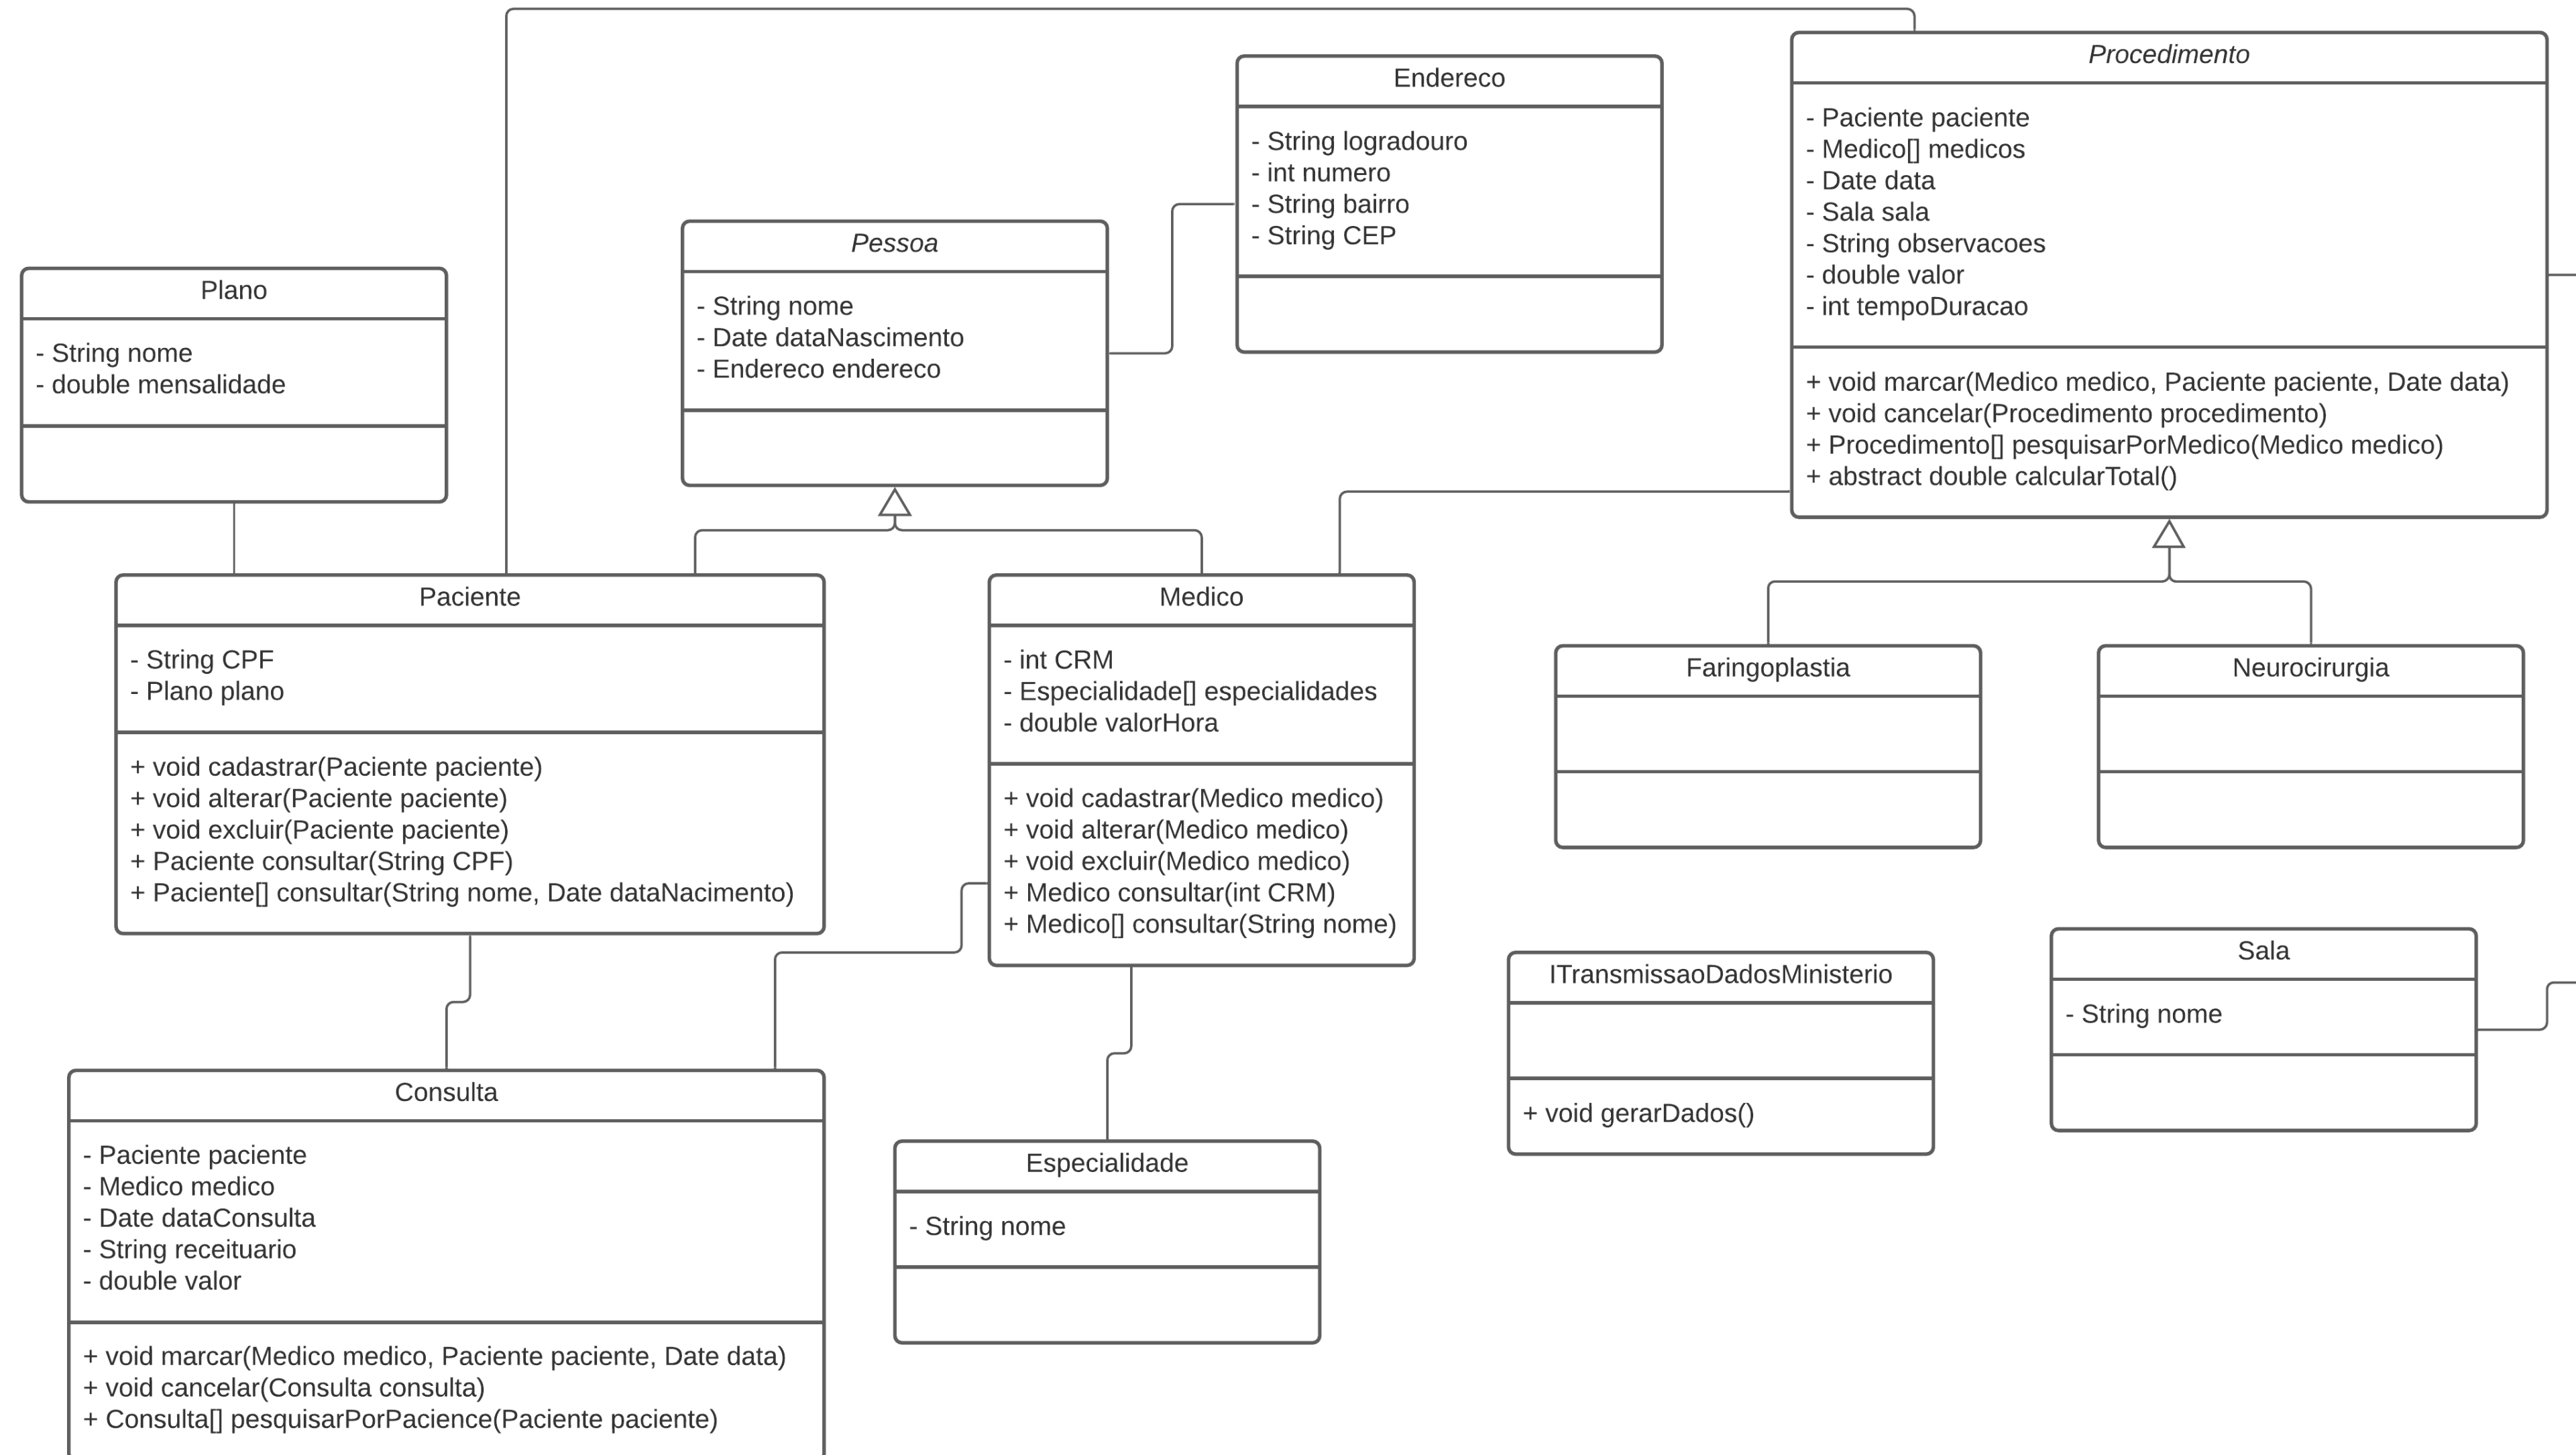 Plano
- String nome
- double mensalidade
Pessoa
- String nome
- Date dataNascimento
- Endereco endereco
Endereco
- String logradouro
- int numero
- String bairro
- String CEP
Procedimento
- Paciente paciente
- Medico[] medicos
- Date data
- Sala sala
- String observacoes
- double valor
- int tempoDuracao
+ void marcar(Medico medico, Paciente paciente, Date data)
+ void cancelar(Procedimento procedimento)
+ Procedimento[] pesquisarPorMedico(Medico medico)
+ abstract double calcularTotal()
Paciente
- String CPF
- Plano plano
+ void cadastrar(Paciente paciente)
+ void alterar(Paciente paciente)
+ void excluir(Paciente paciente)
+ Paciente consultar(String CPF)
+ Paciente[] consultar(String nome, Date dataNacimento)
Medico
- int CRM
- Especialidade[] especialidades
- double valorHora
+ void cadastrar(Medico medico)
+ void alterar(Medico medico)
+ void excluir(Medico medico)
+ Medico consultar(int CRM)
+ Medico[] consultar(String nome)
Faringoplastia
Neurocirurgia
Consulta
- Paciente paciente
- Medico medico
- Date dataConsulta
- String receituario
- double valor
+ void marcar(Medico medico, Paciente paciente, Date data)
+ void cancelar(Consulta consulta)
+ Consulta[] pesquisarPorPacience(Paciente paciente)
Especialidade
- String nome
ITransmissaoDadosMinisterio
+ void gerarDados()
Sala
- String nome